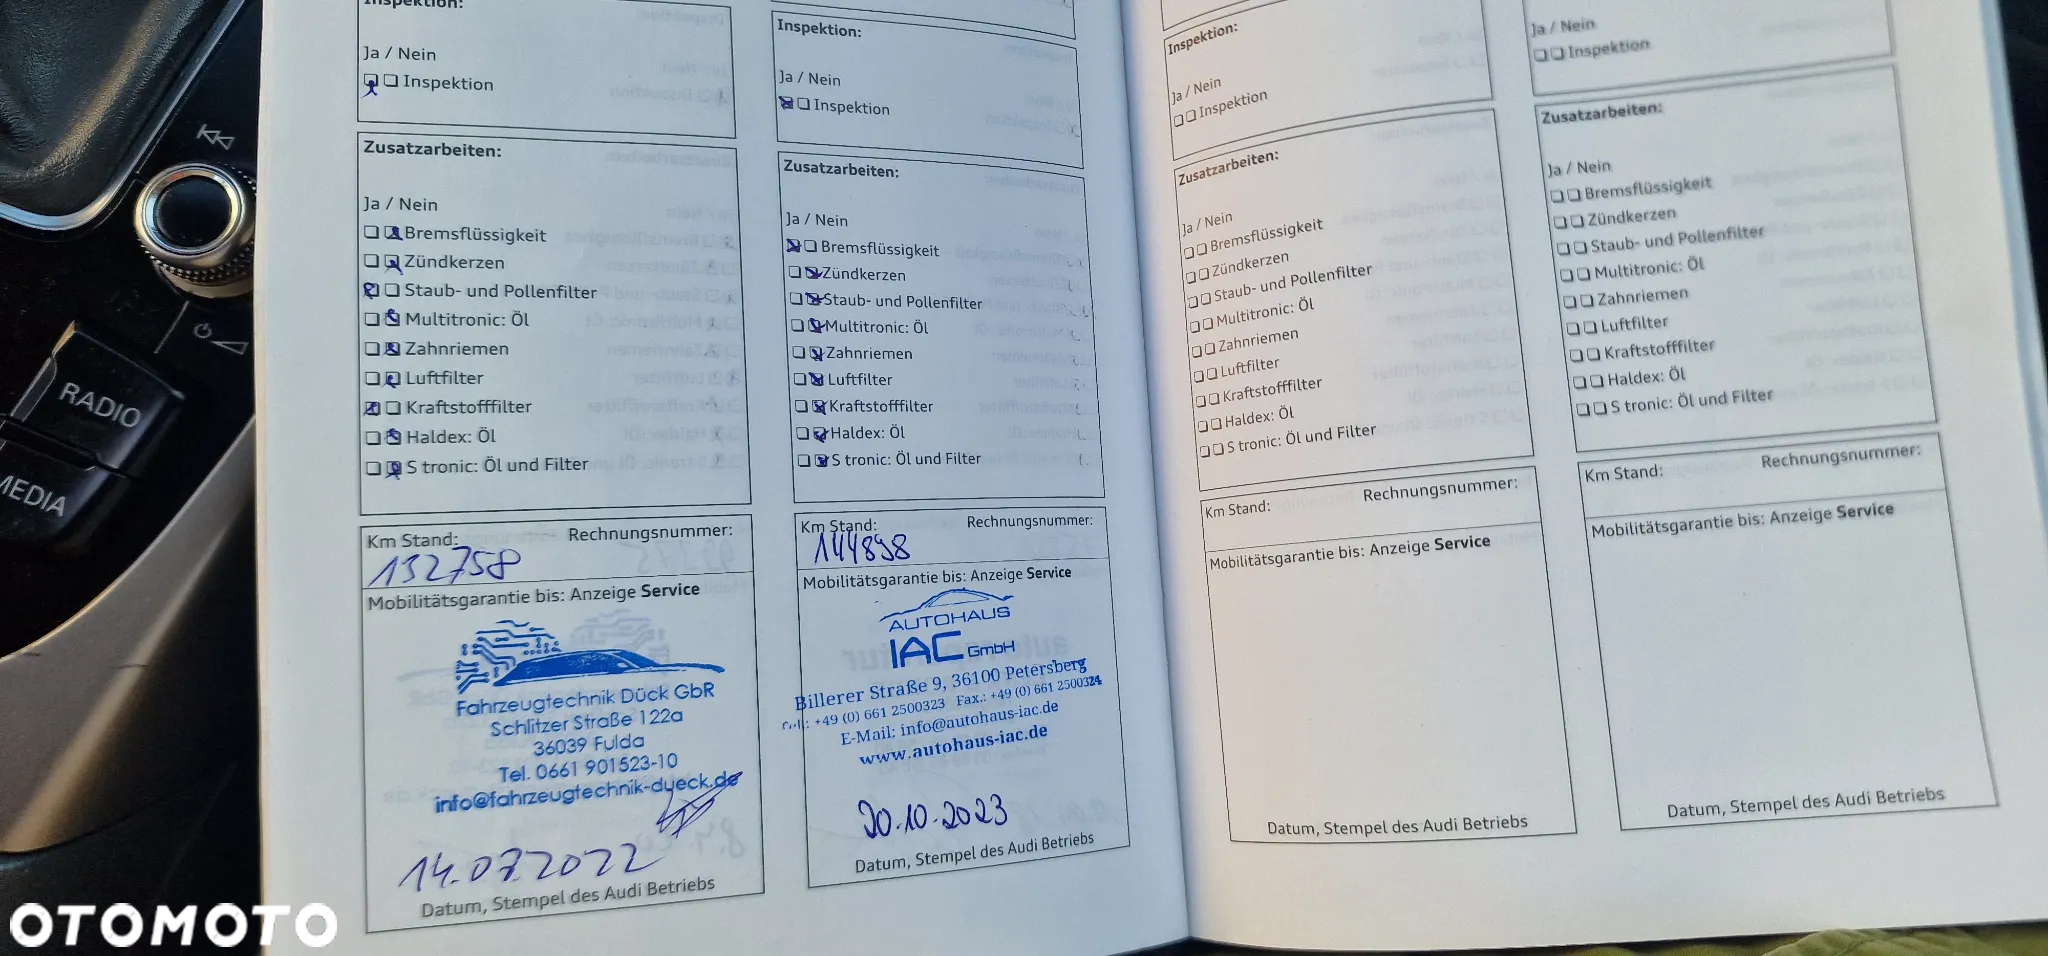 Inspektion:
Ja / Nein
Inspektion
Zusatzarbeiten:
Ja / Nein
Bremsflüssigkeit
Zündkerzen
Staub- und Pollenfilter
Multitronic: Öl
Zahnriemen
Luftfilter
Kraftstofffilter
Haldex: Öl
S tronic: Öl und Filter
Km Stand: Rechnungsnummer:
132758
Mobilitätsgarantie bis: Anzeige Service
Fahrzeugtechnik Dück GbR
Schlitzer Straße 122a
36039 Fulda
Tel. 0661 901523-10
info@fahrzeugtechnik-dueck.de
14.07.2022
Datum, Stempel des Audi Betriebs
Inspektion:
Ja / Nein
Inspektion
Zusatzarbeiten:
Ja / Nein
Bremsflüssigkeit
Zündkerzen
Staub- und Pollenfilter
Multitronic: Öl
Zahnriemen
Luftfilter
Kraftstofffilter
Haldex: Öl
S tronic: Öl und Filter
Km Stand: Rechnungsnummer:
144898
Mobilitätsgarantie bis: Anzeige Service
AUTOHAUS
IAC GmbH
Billerer Straße 9, 36100 Petersberg
+49 (0) 661 2500323 Fax.: +49 (0) 661 2500324
E-Mail: info@autohaus-iac.de
www.autohaus-iac.de
20.10.2023
Datum, Stempel des Audi Betriebs
Inspektion:
Ja / Nein
Inspektion
Zusatzarbeiten:
Ja / Nein
Bremsflüssigkeit
Zündkerzen
Staub- und Pollenfilter
Multitronic: Öl
Zahnriemen
Luftfilter
Kraftstofffilter
Haldex: Öl
S tronic: Öl und Filter
Km Stand: Rechnungsnummer:
Mobilitätsgarantie bis: Anzeige Service
Datum, Stempel des Audi Betriebs
Ja / Nein
Inspektion
Zusatzarbeiten:
Ja / Nein
Bremsflüssigkeit
Zündkerzen
Staub- und Pollenfilter
Multitronic: Öl
Zahnriemen
Luftfilter
Kraftstofffilter
Haldex: Öl
S tronic: Öl und Filter
Km Stand: Rechnungsnummer:
Mobilitätsgarantie bis: Anzeige Service
Datum, Stempel des Audi Betriebs
RADIO
MEDIA
OTOMOTO